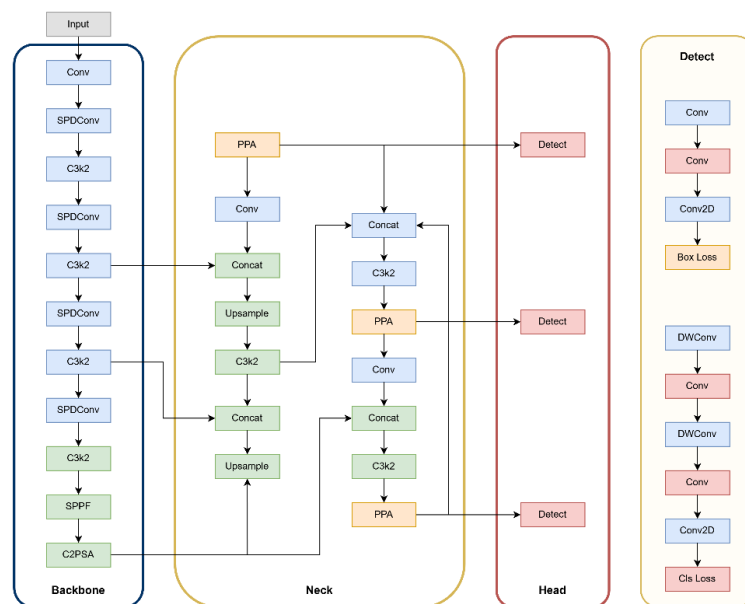 Input
Conv
SPDConv
C3k2
SPDConv
C3k2
SPDConv
C3k2
SPDConv
C3k2
SPPF
C2PSA
Backbone
PPA
Conv
Concat
Upsample
C3k2
Concat
Upsample
Concat
C3k2
PPA
Conv
Concat
C3k2
PPA
Neck
Detect
Detect
Detect
Head
Detect
Conv
Conv
Conv2D
Box Loss
DWConv
Conv
DWConv
Conv
Conv2D
Cls Loss